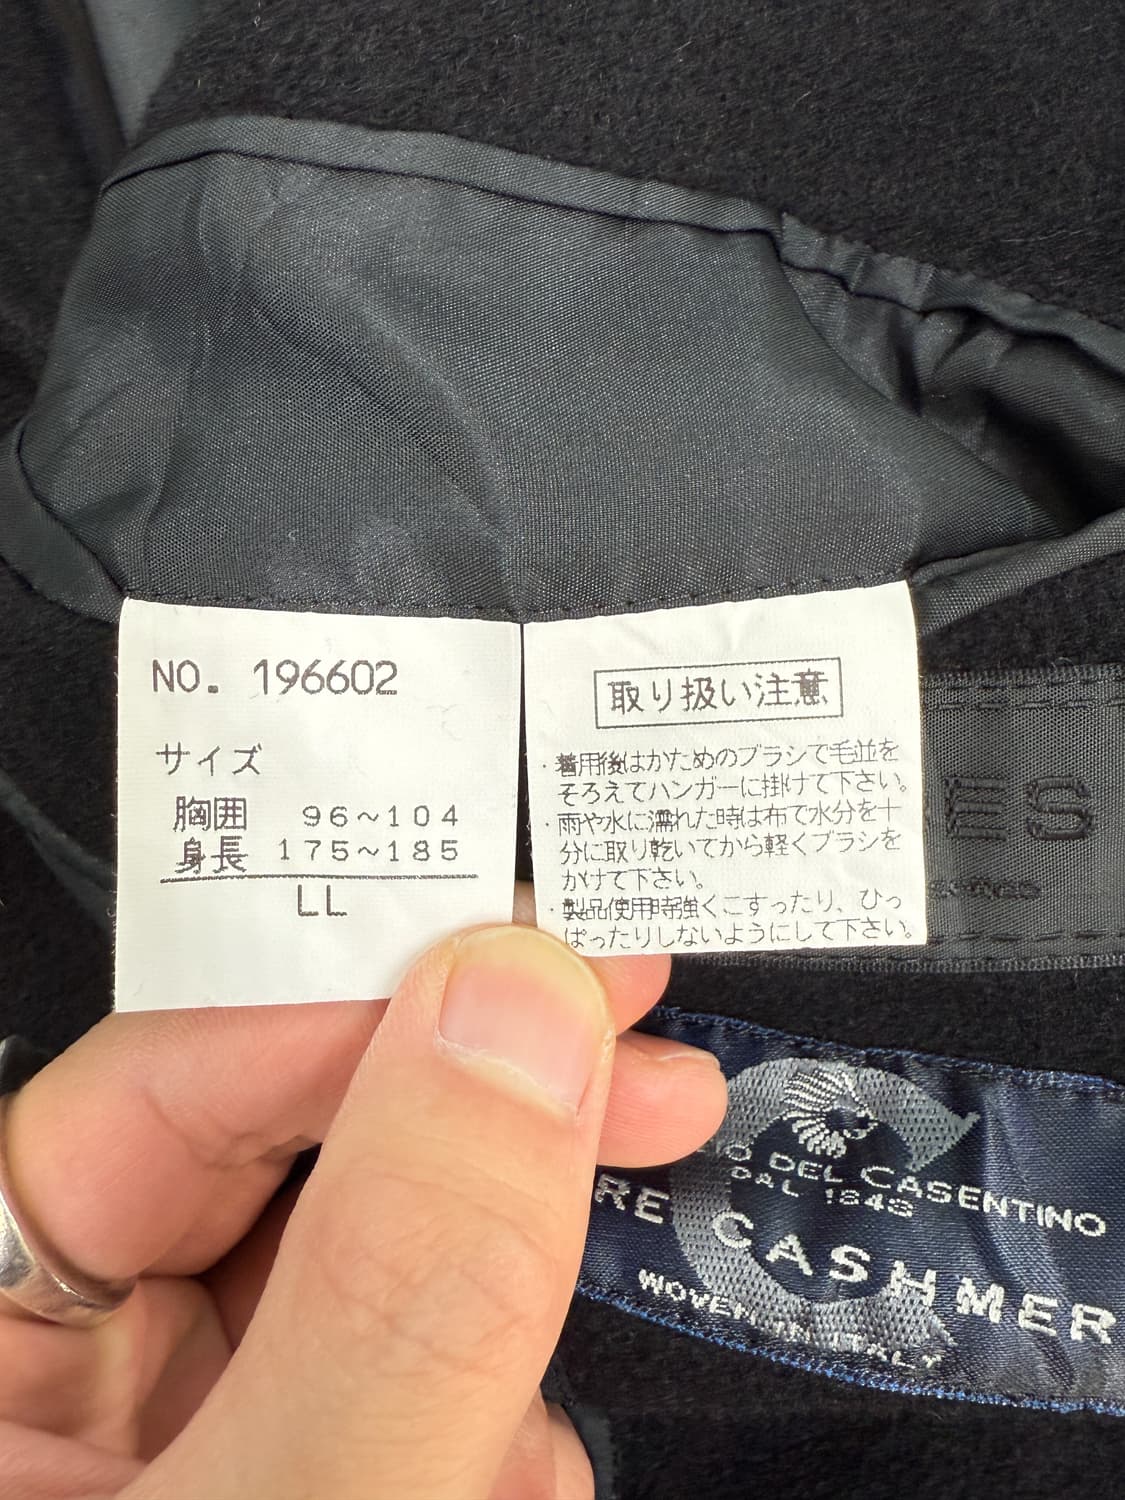 NO. 196602
サイズ
胸囲 96~104
身長 175~185
LL
取り扱い注意
・着用後はかためのブラシで毛並を
そろえてハンガーに掛けて下さい。
・雨や水に濡れた時は布で水分を十
分に取り乾いてから軽くブラシを
かけて下さい。
・製品使用時強くこすったり、ひっ
ぱったりしないようにして下さい。
ES
DEL CASENTINO
DAL 1848
RE CASHMER
WOVEN IN ITALY